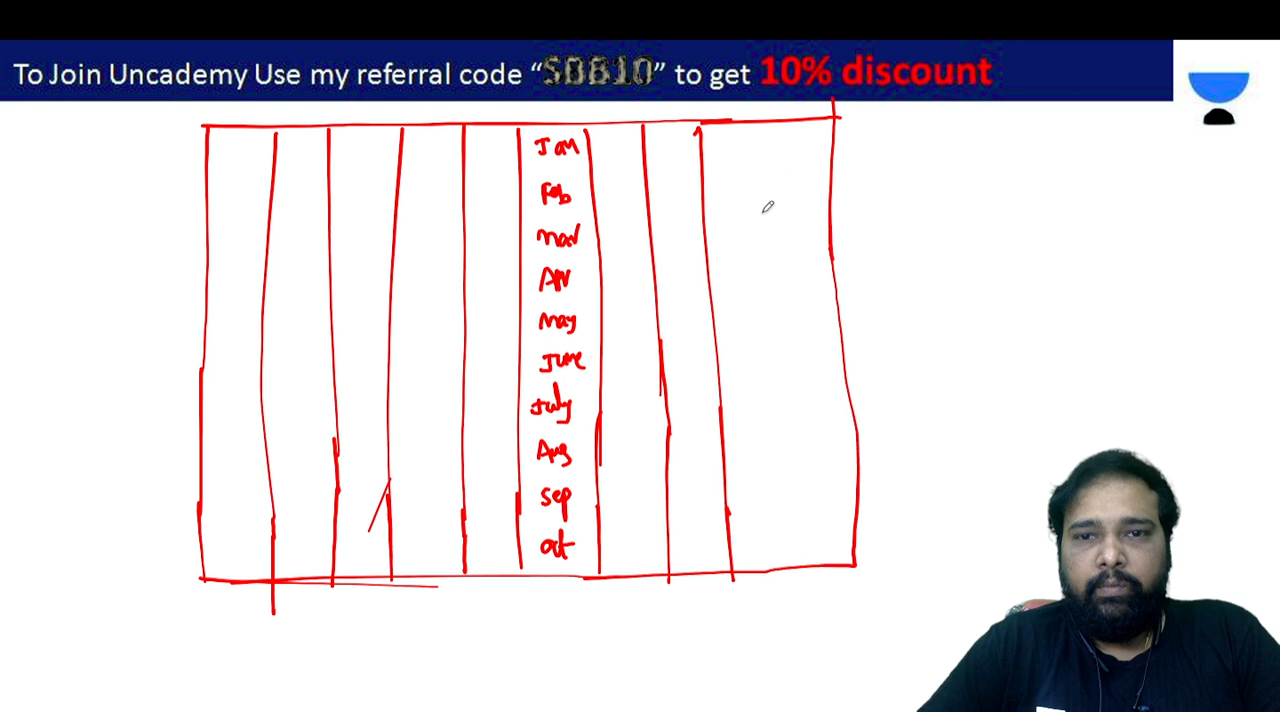 To Join Uncademy Use my referral code “SBB10” to get 10% discount
Jan
Feb
mar
Apr
may
June
July
Aug
sep
oct